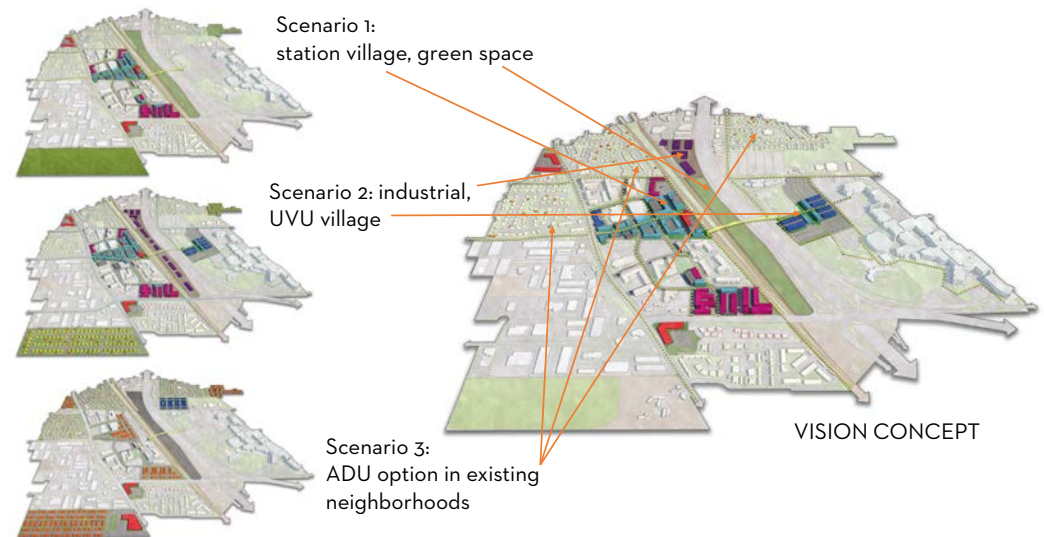 Scenario 1:
station village, green space
Scenario 2: industrial,
UVU village
Scenario 3:
ADU option in existing
neighborhoods
VISION CONCEPT